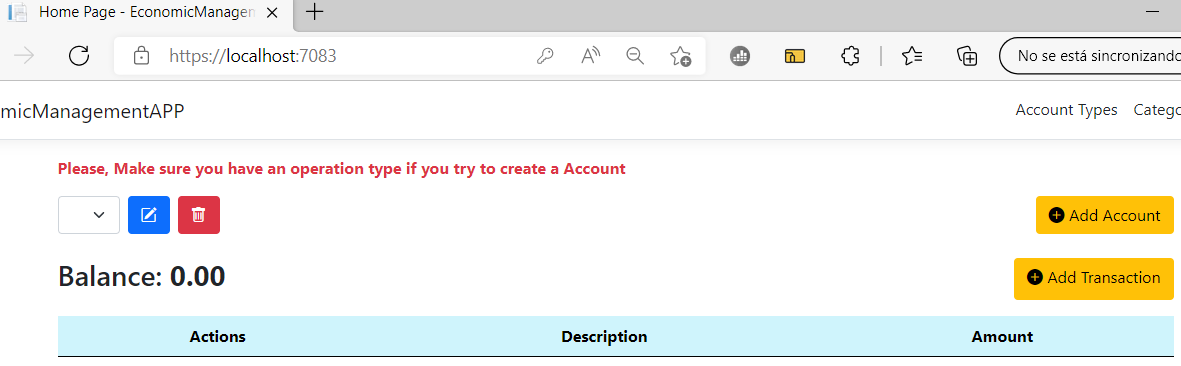 Home Page - EconomicManagem
https://localhost:7083
No se está sincronizando
micManagementAPP
Account Types Catego
Please, Make sure you have an operation type if you try to create a Account
Add Account
Balance: 0.00
Add Transaction
Actions Description Amount